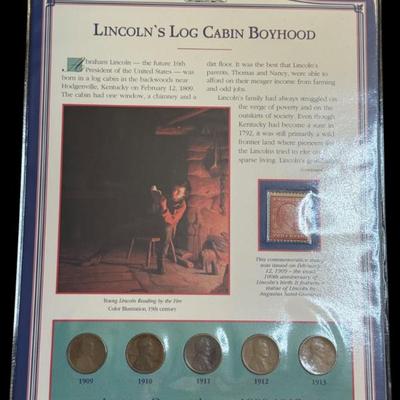 LINCOLN'S LOG CABIN BOYHOOD
Abraham Lincoln — the future 16th
President of the United States — was
born in a log cabin in the backwoods near
Hodgenville, Kentucky on February 12, 1809.
The cabin had one window, a chimney and a
dirt floor. It was the best that Lincoln's
parents, Thomas and Nancy, were able to
afford on their meager income from farming
and odd jobs.
Lincoln's family had always struggled on
the verge of poverty and on the
outskirts of society. Even though
Kentucky had become a state in
1792, it was still primarily a wild
frontier land where pioneers like
the Lincolns tried to eke out
sparse living. Lincoln's
Young Lincoln Reading by the Fire
Color Illustration, 19th century
This commemorative
was issued on February
12, 1909 – the exact
100th anniversary
of Lincoln's birth. It features
statue of Lincoln by
Augustus Saint-Gaudens
1909
1910
1911
1912
1913